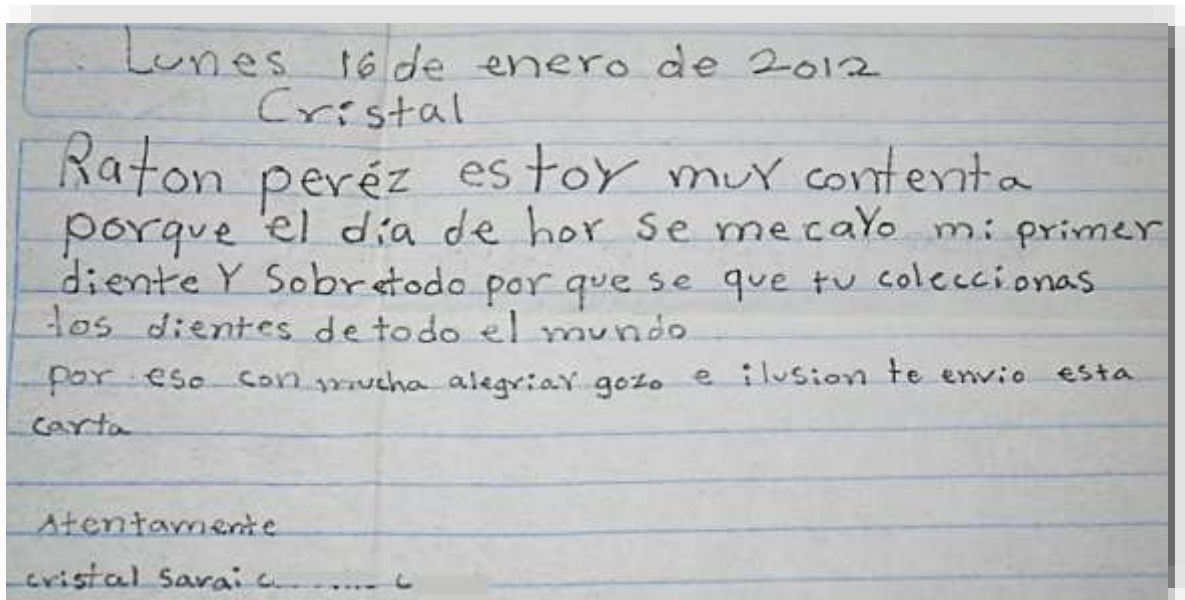 Lunes 16 de enero de 2012
Cristal
Raton peréz estoy muy contenta
porque el dia de hoy se me cayo mi primer
diente y sobretodo por que se que tu coleccionas
los dientes de todo el mundo
por eso con mucha alegria y gozo e ilusion te envio esta
carta
Atentamente
cristal Sarai c....... c